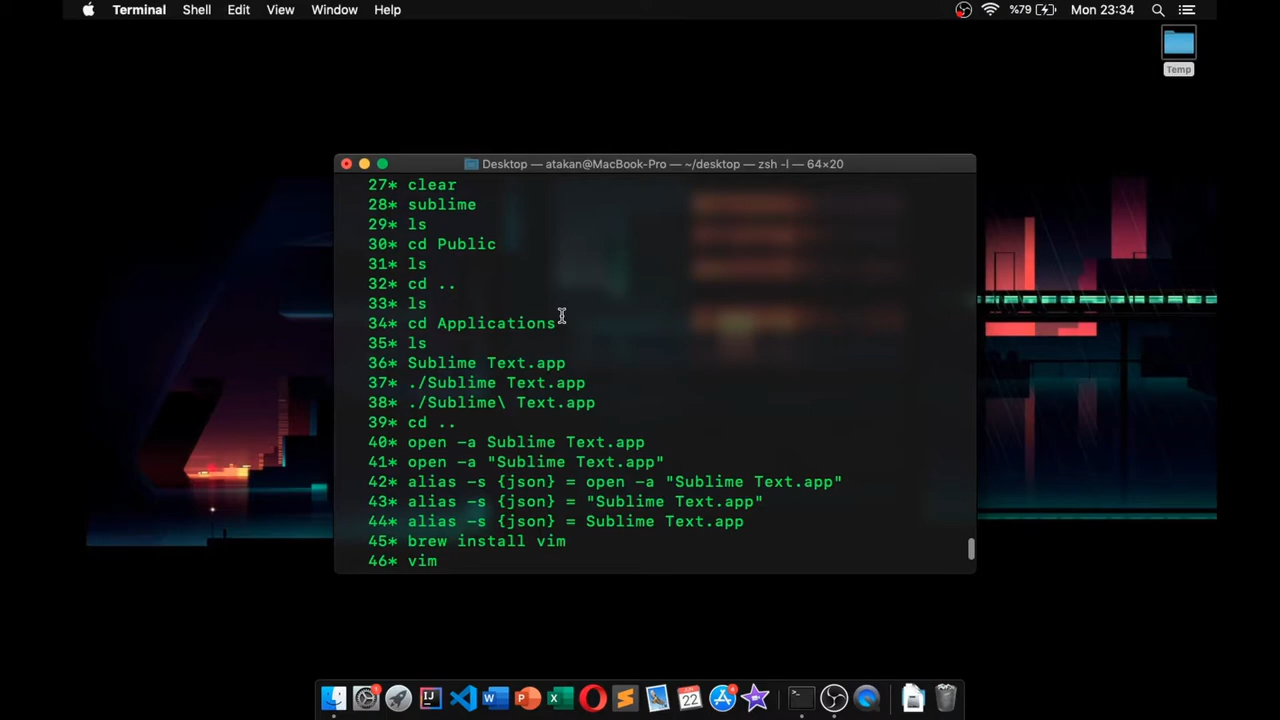 Terminal Shell Edit View Window Help %79 Mon 23:34
Temp
Desktop — atakan@MacBook-Pro — ~/desktop — zsh -l — 64×20
27* clear
28* sublime
29* ls
30* cd Public
31* ls
32* cd ..
33* ls
34* cd Applications
35* ls
36* Sublime Text.app
37* ./Sublime Text.app
38* ./Sublime\ Text.app
39* cd ..
40* open -a Sublime Text.app
41* open -a "Sublime Text.app"
42* alias -s {json} = open -a "Sublime Text.app"
43* alias -s {json} = "Sublime Text.app"
44* alias -s {json} = Sublime Text.app
45* brew install vim
46* vim
22